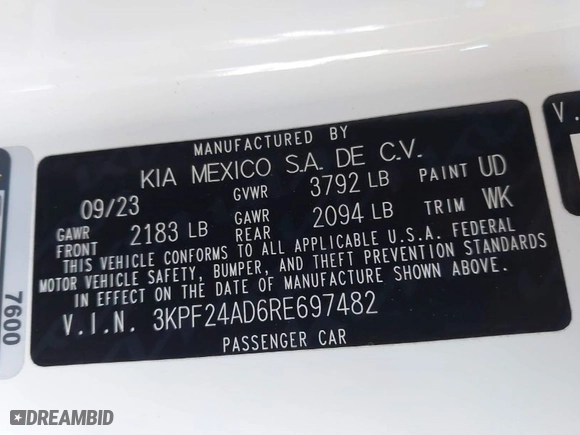 MANUFACTURED BY
KIA MEXICO S.A. DE C.V.
09/23 GVWR 3792 LB PAINT UD
GAWR FRONT 2183 LB GAWR REAR 2094 LB TRIM WK
THIS VEHICLE CONFORMS TO ALL APPLICABLE U.S.A. FEDERAL
MOTOR VEHICLE SAFETY, BUMPER, AND THEFT PREVENTION STANDARDS
IN EFFECT ON THE DATE OF MANUFACTURE SHOWN ABOVE.
V.I.N. 3KPF24AD6RE697482
PASSENGER CAR
7600
V.
DREAMBID